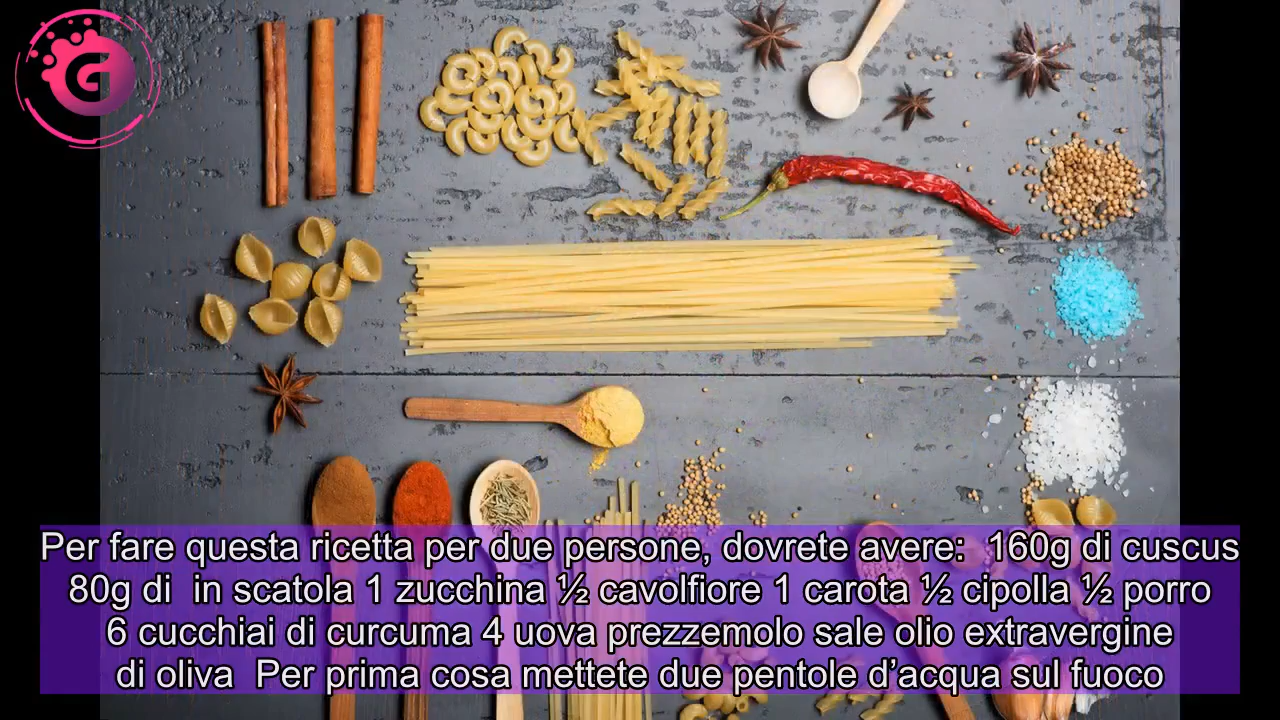 G
Per fare questa ricetta per due persone, dovrete avere:  160g di cuscus
80g di  in scatola 1 zucchina ½ cavolfiore 1 carota ½ cipolla ½ porro
6 cucchiai di curcuma 4 uova prezzemolo sale olio extravergine
di oliva  Per prima cosa mettete due pentole d’acqua sul fuoco